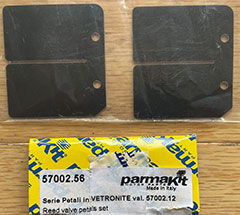 57002.56
parmakit
Made in Italy
Serie Petali in VETRONITE val. 57002.12
Reed valve petals set